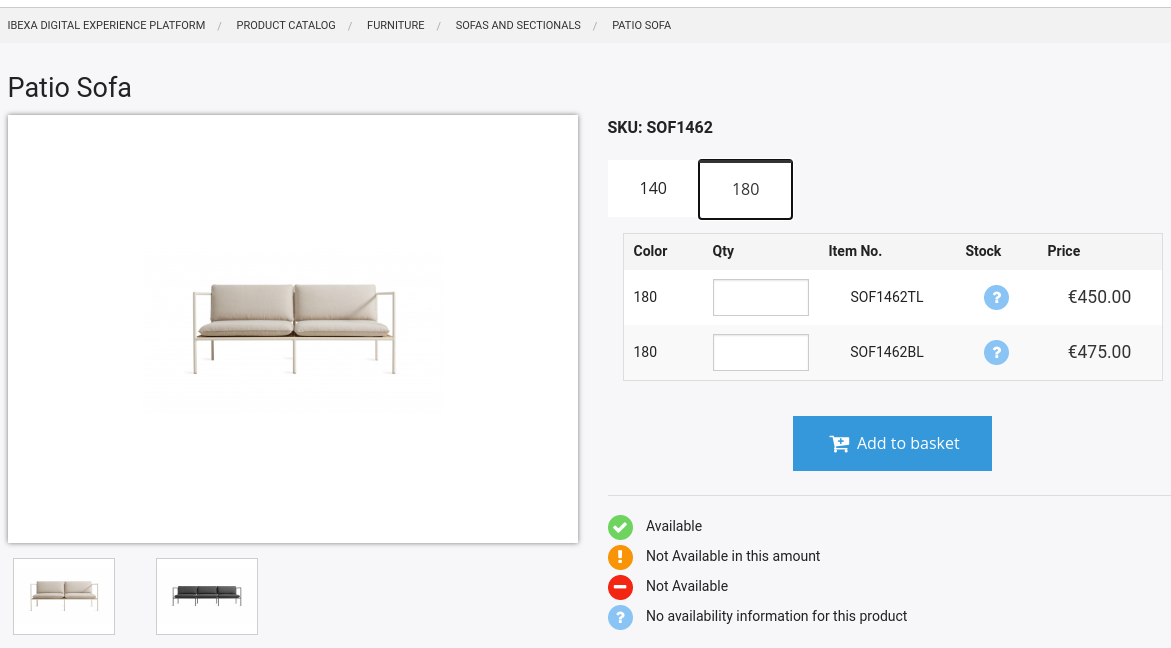 IBEXA DIGITAL EXPERIENCE PLATFORM / PRODUCT CATALOG / FURNITURE / SOFAS AND SECTIONALS / PATIO SOFA
Patio Sofa
SKU: SOF1462
140 180
Color Qty Item No. Stock Price
180 SOF1462TL ? €450.00
180 SOF1462BL ? €475.00
Add to basket
Available
! Not Available in this amount
Not Available
? No availability information for this product